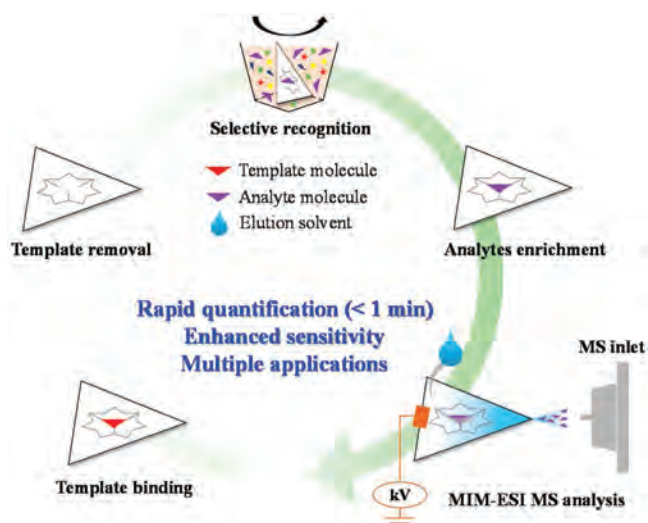 Selective recognition
Template molecule
Analyte molecule
Elution solvent
Template removal
Analytes enrichment
Rapid quantification (< 1 min)
Enhanced sensitivity
Multiple applications
MS inlet
Template binding
kV
MIM-ESI MS analysis